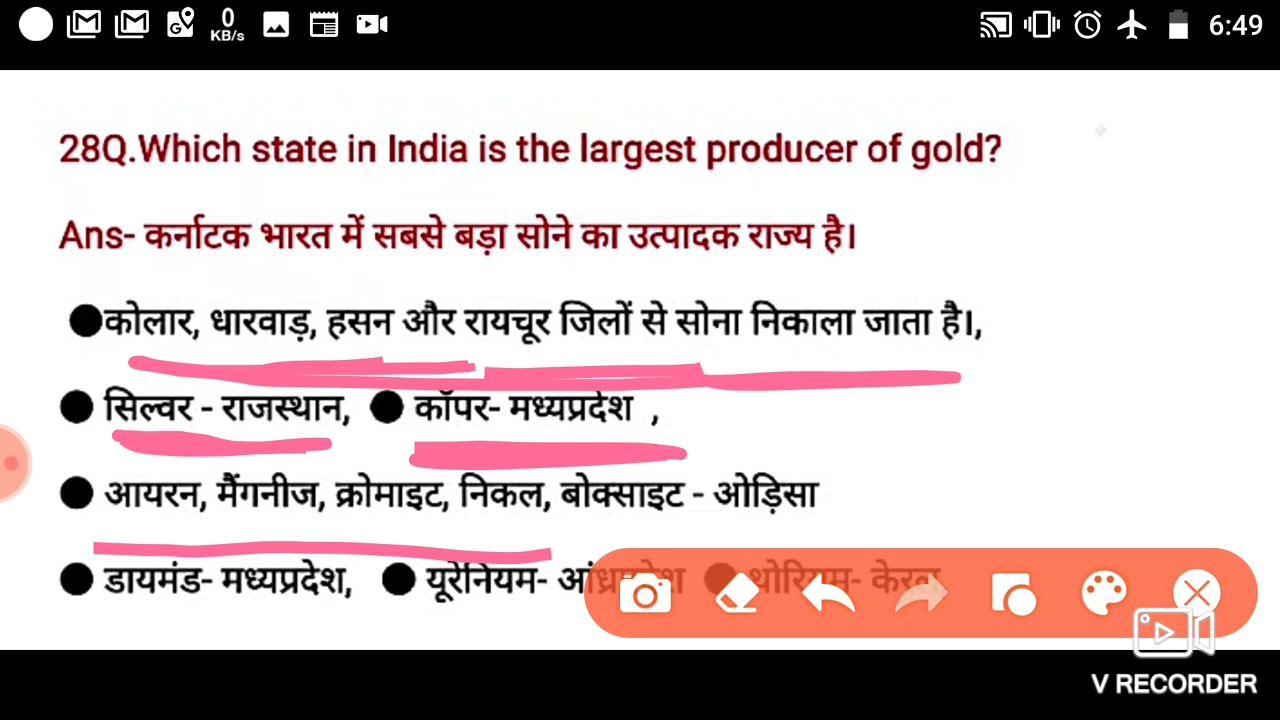 0
KB/s
6:49
28Q.Which state in India is the largest producer of gold?
Ans- कर्नाटक भारत में सबसे बड़ा सोने का उत्पादक राज्य है।
●कोलार, धारवाड़, हसन और रायचूर जिलों से सोना निकाला जाता है।,
● सिल्वर - राजस्थान, ● कॉपर- मध्यप्रदेश ,
● आयरन, मैंगनीज, क्रोमाइट, निकल, बोक्साइट - ओड़िसा
● डायमंड- मध्यप्रदेश, ● यूरेनियम- आंध्रप्रदेश ● थोरियम- केरल
V RECORDER